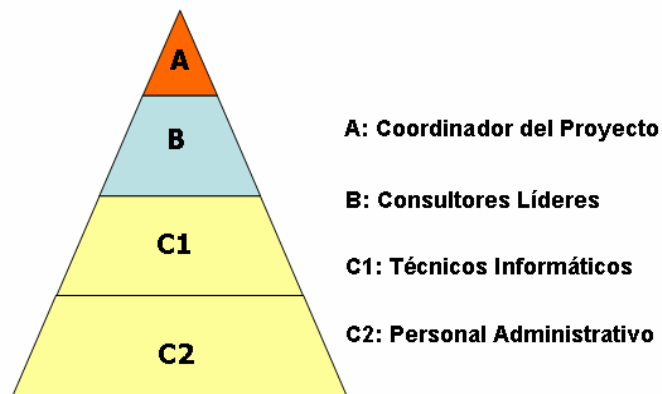 A
B
C1
C2
A: Coordinador del Proyecto
B: Consultores Líderes
C1: Técnicos Informáticos
C2: Personal Administrativo